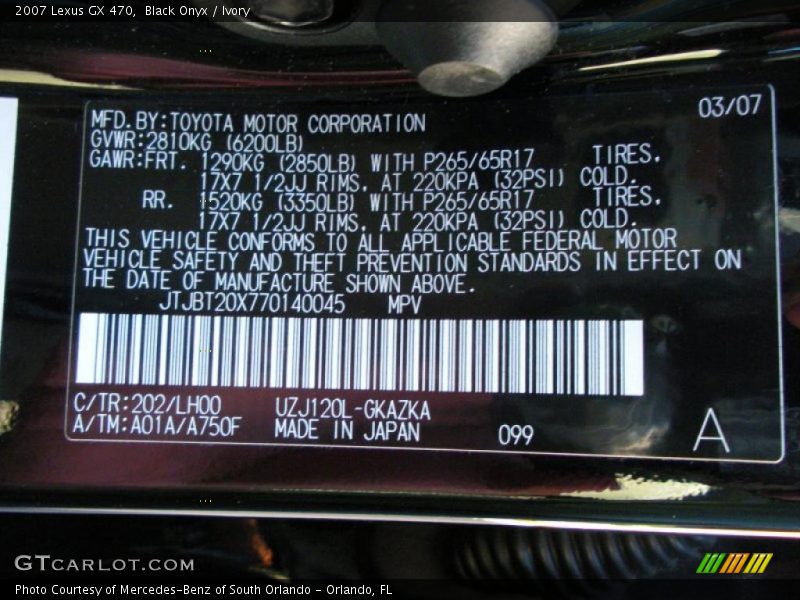 2007 Lexus GX 470, Black Onyx / Ivory
03/07
MFD. BY: TOYOTA MOTOR CORPORATION
GVWR: 2810KG (6200LB)
GAWR: FRT. 1290KG (2850LB) WITH P265/65R17 TIRES.
17X7 1/2JJ RIMS. AT 220KPA (32PSI) COLD.
RR. 1520KG (3350LB) WITH P265/65R17 TIRES.
17X7 1/2JJ RIMS. AT 220KPA (32PSI) COLD.
THIS VEHICLE CONFORMS TO ALL APPLICABLE FEDERAL MOTOR
VEHICLE SAFETY AND THEFT PREVENTION STANDARDS IN EFFECT ON
THE DATE OF MANUFACTURE SHOWN ABOVE.
JTJBT20X770140045 MPV
C/TR: 202/LH00 UZJ120L-GKAZKA
A/TM: A01A/A750F MADE IN JAPAN 099 A
GTCARLOT.COM
Photo Courtesy of Mercedes-Benz of South Orlando - Orlando, FL